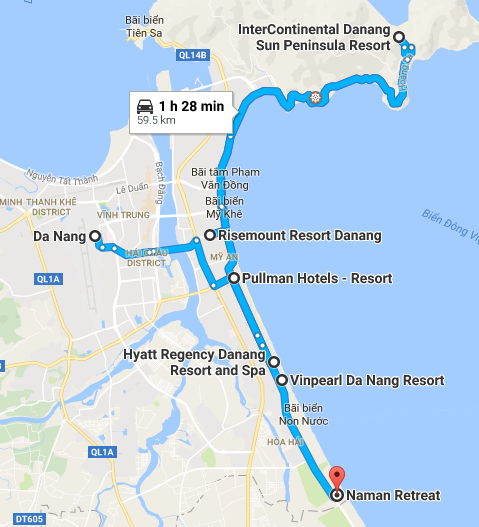 Bãi biển
Tiên Sa
InterContinental Danang
Sun Peninsula Resort
QL14B
Hoàng Sa
1 h 28 min
59.5 km
Nguyễn Tất Thành
Bạch Đằng
Bãi tắm Phạm
Văn Đồng
Lê Duẩn
MINH
THANH KHÊ
DISTRICT
VĨNH TRUNG
Bãi biển
Mỹ Khê
Biển Đông Vi
Da Nang
Risemount Resort Danang
HẢI CHÂU
DISTRICT
MỸ AN
QL1A
Pullman Hotels - Resort
Hyatt Regency Danang
Resort and Spa
Vinpearl Da Nang Resort
Bãi biển
Non Nước
HÒA HẢI
QL1A
Naman Retreat
DT605